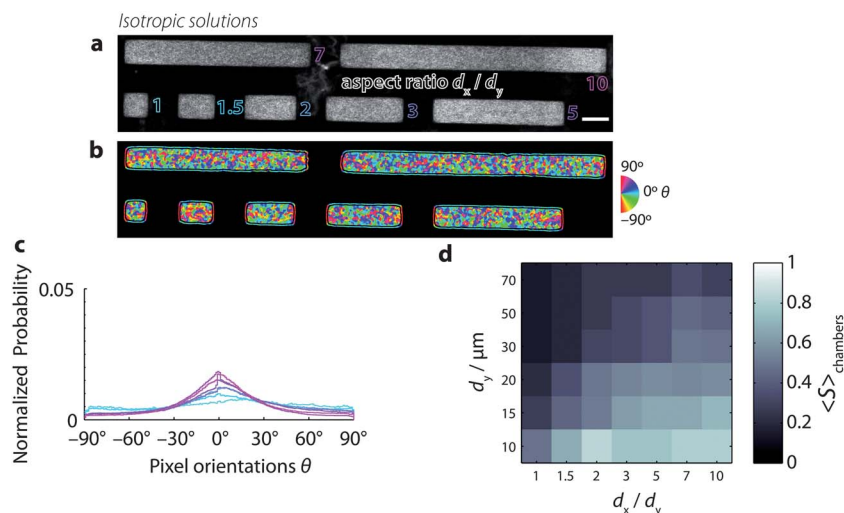 Isotropic solutions
a
7
10
aspect ratio dx / dy
1
1.5
2
3
5
b
90º
0º θ
–90º
c
Normalized Probability
0.05
0
–90° –60° –30° 0° 30° 60° 90°
Pixel orientations θ
d
dy / μm
70
50
30
20
15
10
1 1.5 2 3 5 7 10
dx / dy
1
0.8
0.6
0.4
0.2
0
<S>chambers